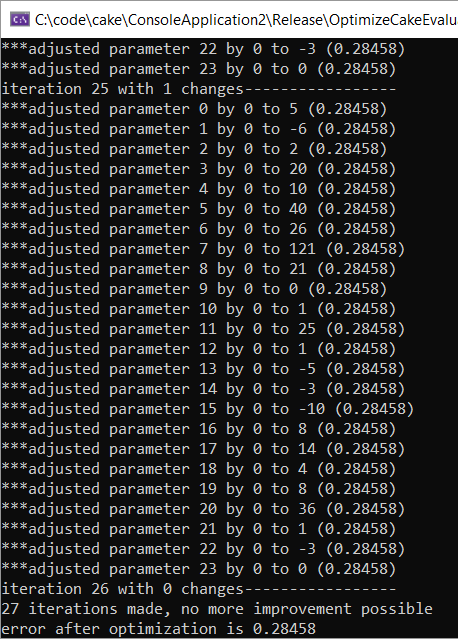 C:\code\cake\ConsoleApplication2\Release\OptimizeCakeEvalua
***adjusted parameter 22 by 0 to -3 (0.28458)
***adjusted parameter 23 by 0 to 0 (0.28458)
iteration 25 with 1 changes-----------------
***adjusted parameter 0 by 0 to 5 (0.28458)
***adjusted parameter 1 by 0 to -6 (0.28458)
***adjusted parameter 2 by 0 to 2 (0.28458)
***adjusted parameter 3 by 0 to 20 (0.28458)
***adjusted parameter 4 by 0 to 10 (0.28458)
***adjusted parameter 5 by 0 to 40 (0.28458)
***adjusted parameter 6 by 0 to 26 (0.28458)
***adjusted parameter 7 by 0 to 121 (0.28458)
***adjusted parameter 8 by 0 to 21 (0.28458)
***adjusted parameter 9 by 0 to 0 (0.28458)
***adjusted parameter 10 by 0 to 1 (0.28458)
***adjusted parameter 11 by 0 to 25 (0.28458)
***adjusted parameter 12 by 0 to 1 (0.28458)
***adjusted parameter 13 by 0 to -5 (0.28458)
***adjusted parameter 14 by 0 to -3 (0.28458)
***adjusted parameter 15 by 0 to -10 (0.28458)
***adjusted parameter 16 by 0 to 8 (0.28458)
***adjusted parameter 17 by 0 to 14 (0.28458)
***adjusted parameter 18 by 0 to 4 (0.28458)
***adjusted parameter 19 by 0 to 8 (0.28458)
***adjusted parameter 20 by 0 to 36 (0.28458)
***adjusted parameter 21 by 0 to 1 (0.28458)
***adjusted parameter 22 by 0 to -3 (0.28458)
***adjusted parameter 23 by 0 to 0 (0.28458)
iteration 26 with 0 changes-----------------
27 iterations made, no more improvement possible
error after optimization is 0.28458